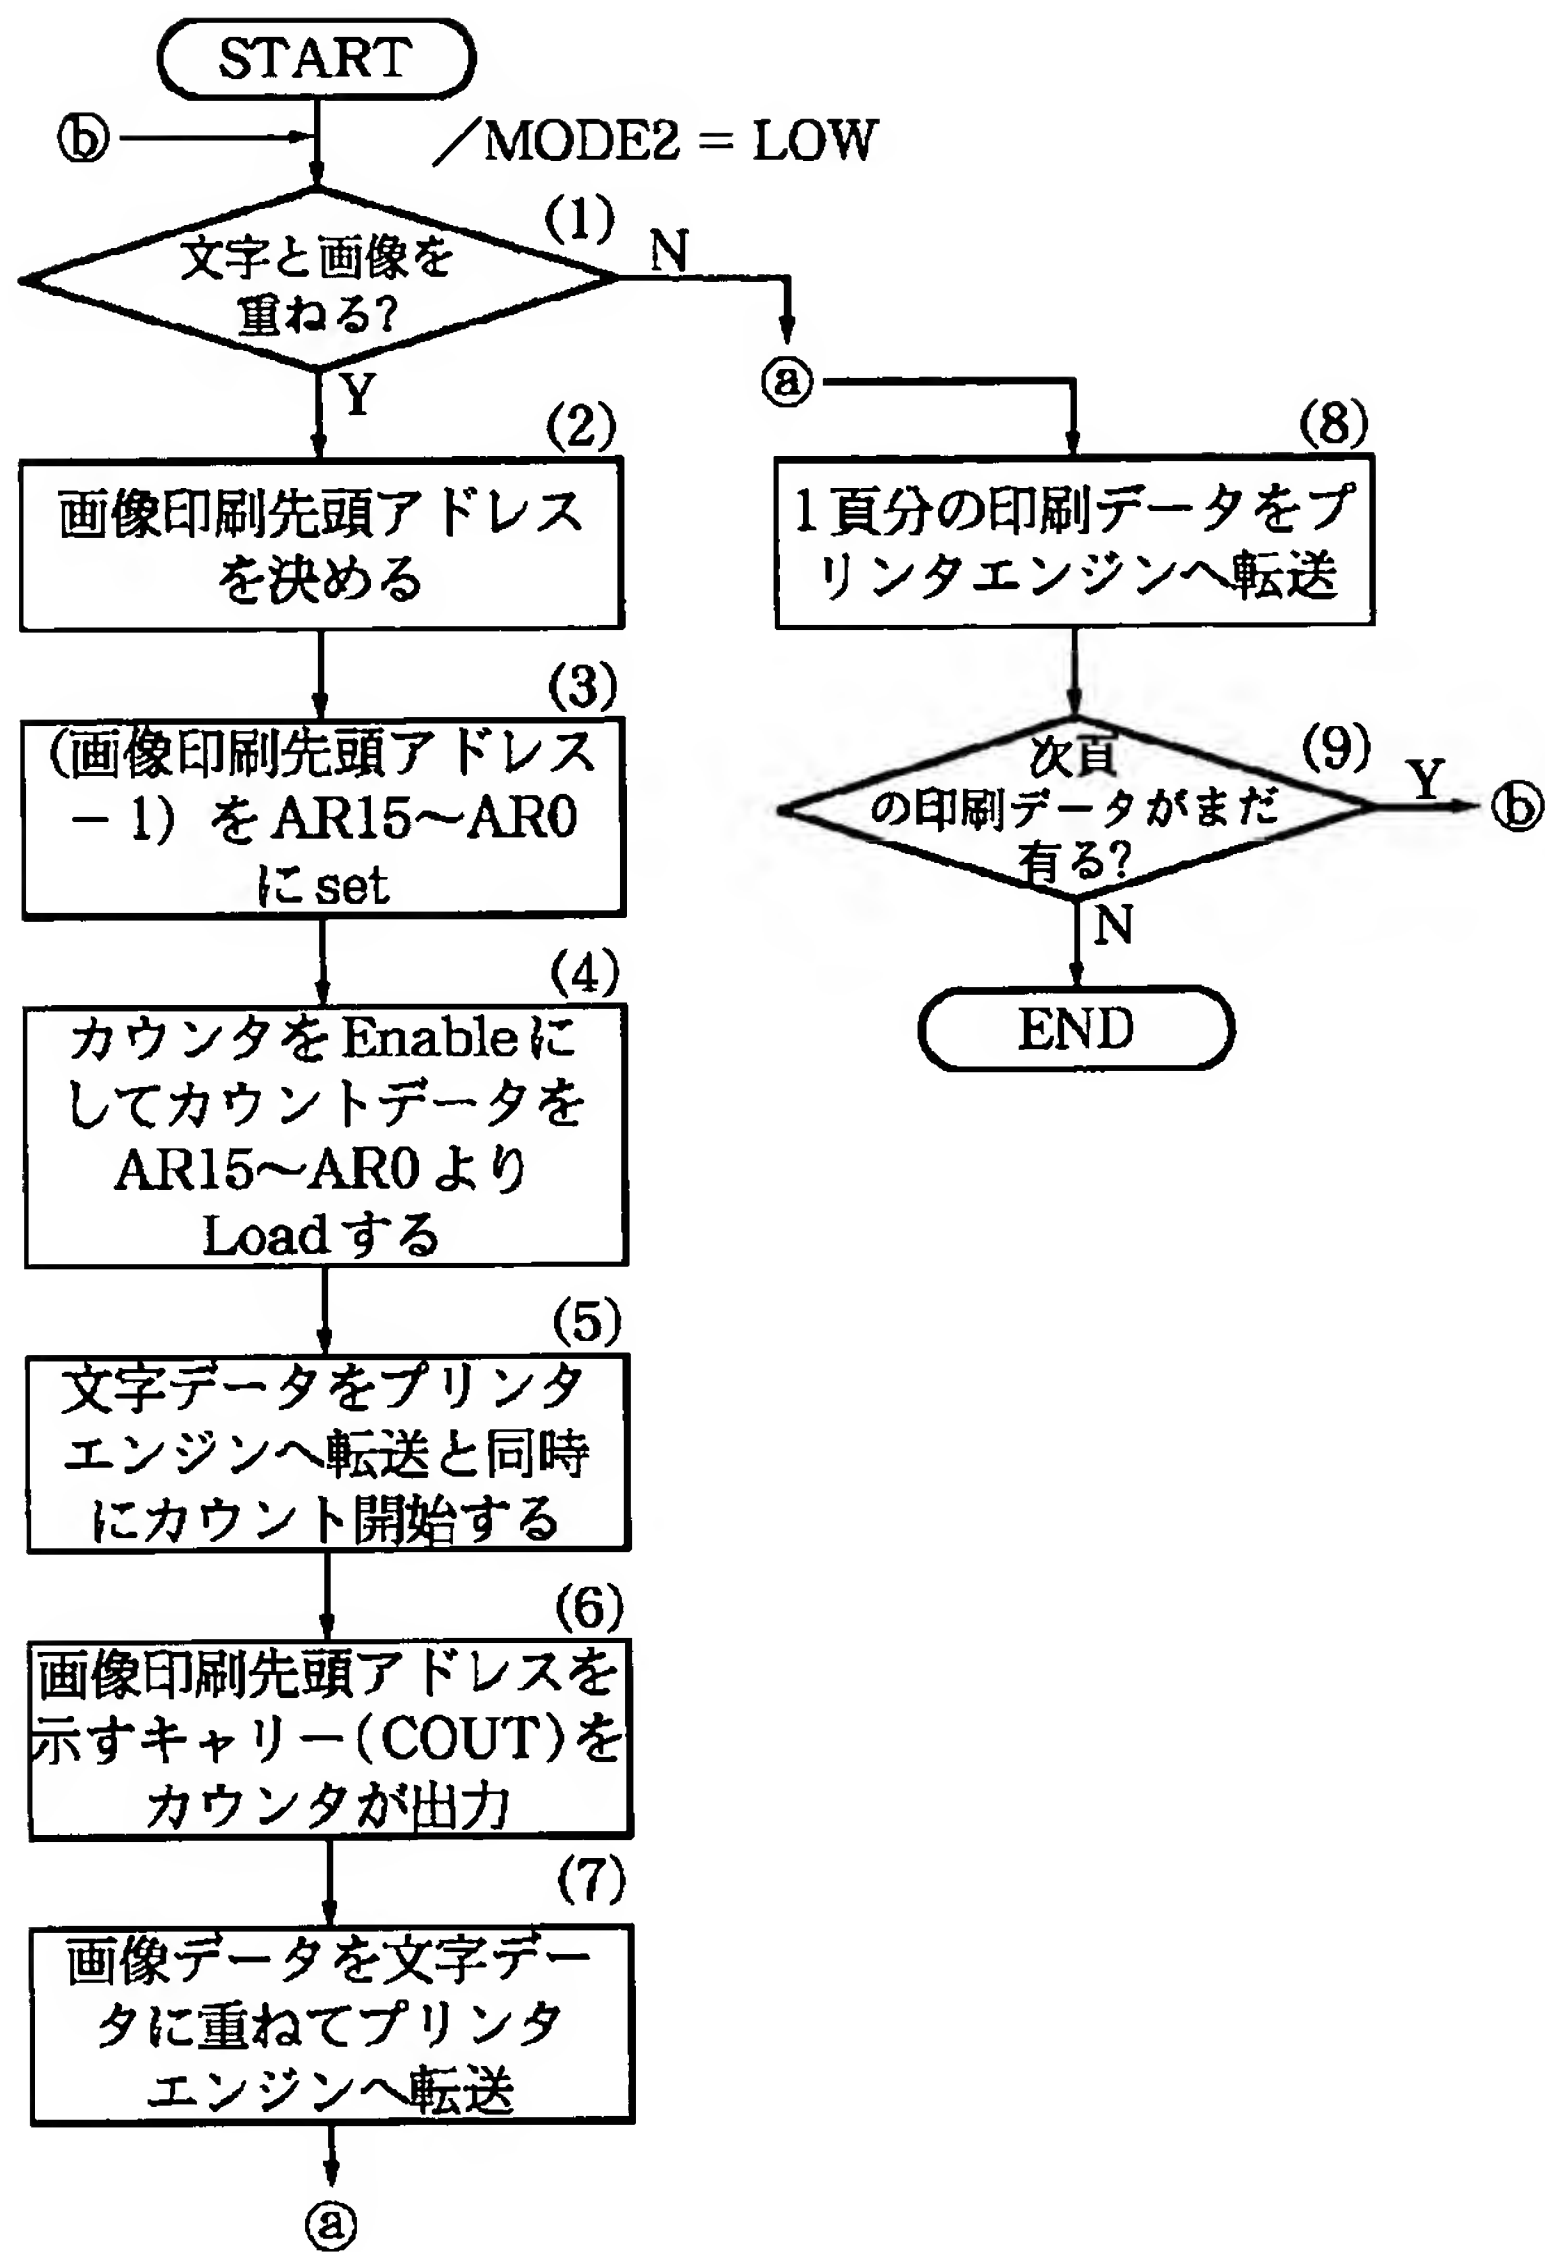 START
ⓑ
/MODE2 = LOW
(1)
文字と画像を
重ねる?
N
Y
ⓐ
(2)
画像印刷先頭アドレス
を決める
(3)
(画像印刷先頭アドレス
－1) をAR15～AR0
にset
(4)
カウンタをEnableに
してカウントデータを
AR15～AR0より
Loadする
(5)
文字データをプリンタ
エンジンへ転送と同時
にカウント開始する
(6)
画像印刷先頭アドレスを
示すキャリー(COUT)を
カウンタが出力
(7)
画像データを文字デー
タに重ねてプリンタ
エンジンへ転送
ⓐ
(8)
1頁分の印刷データをプ
リンタエンジンへ転送
(9)
次頁
の印刷データがまだ
有る?
Y
ⓑ
N
END